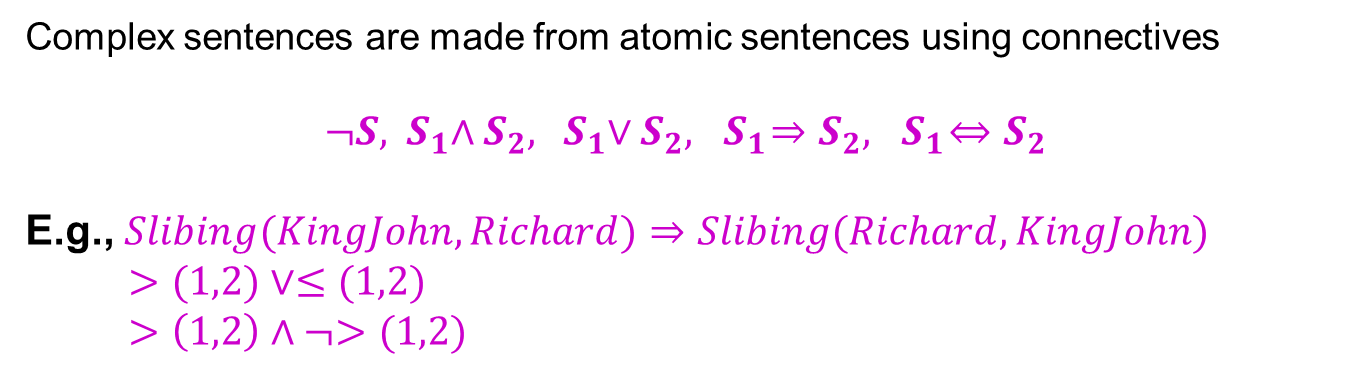 Complex sentences are made from atomic sentences using connectives
¬S, S₁∧ S₂, S₁∨ S₂, S₁⇒ S₂, S₁⇔ S₂
E.g., Slibing(KingJohn, Richard) ⇒ Slibing(Richard, KingJohn)
> (1,2) ∨≤ (1,2)
> (1,2) ∧ ¬> (1,2)